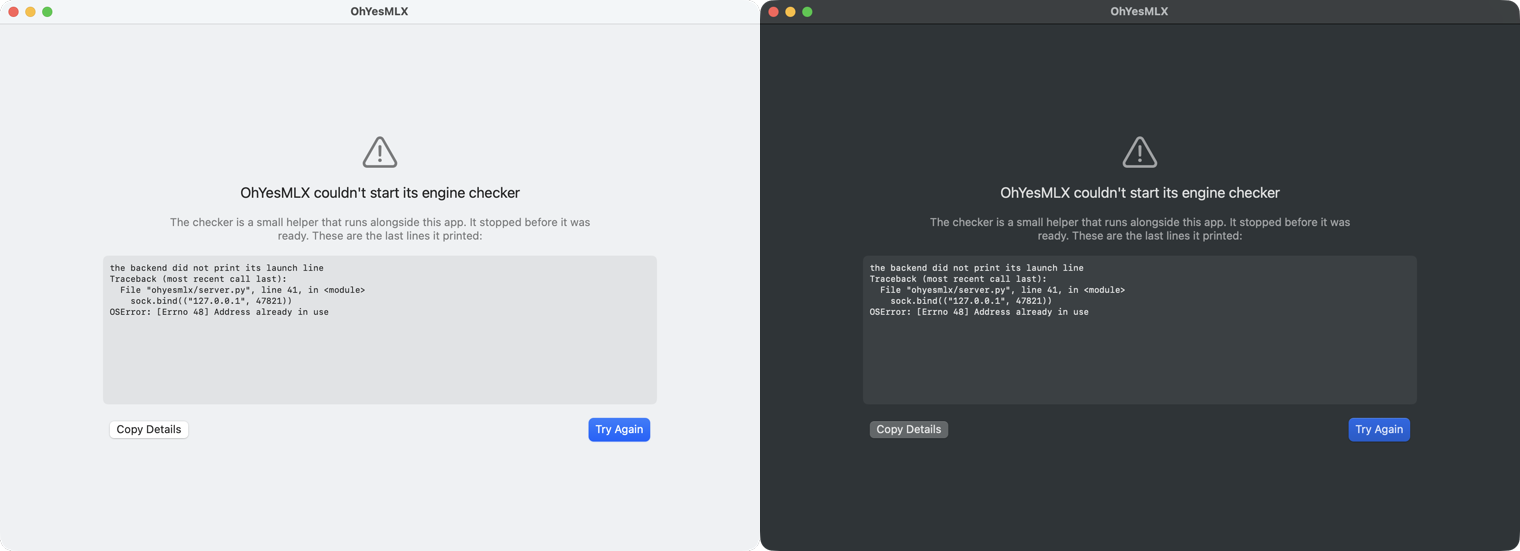 OhYesMLX
OhYesMLX couldn't start its engine checker
The checker is a small helper that runs alongside this app. It stopped before it was
ready. These are the last lines it printed:
the backend did not print its launch line
Traceback (most recent call last):
  File "ohyesmlx/server.py", line 41, in <module>
    sock.bind(("127.0.0.1", 47821))
OSError: [Errno 48] Address already in use
Copy Details
Try Again
OhYesMLX
OhYesMLX couldn't start its engine checker
The checker is a small helper that runs alongside this app. It stopped before it was
ready. These are the last lines it printed:
the backend did not print its launch line
Traceback (most recent call last):
  File "ohyesmlx/server.py", line 41, in <module>
    sock.bind(("127.0.0.1", 47821))
OSError: [Errno 48] Address already in use
Copy Details
Try Again